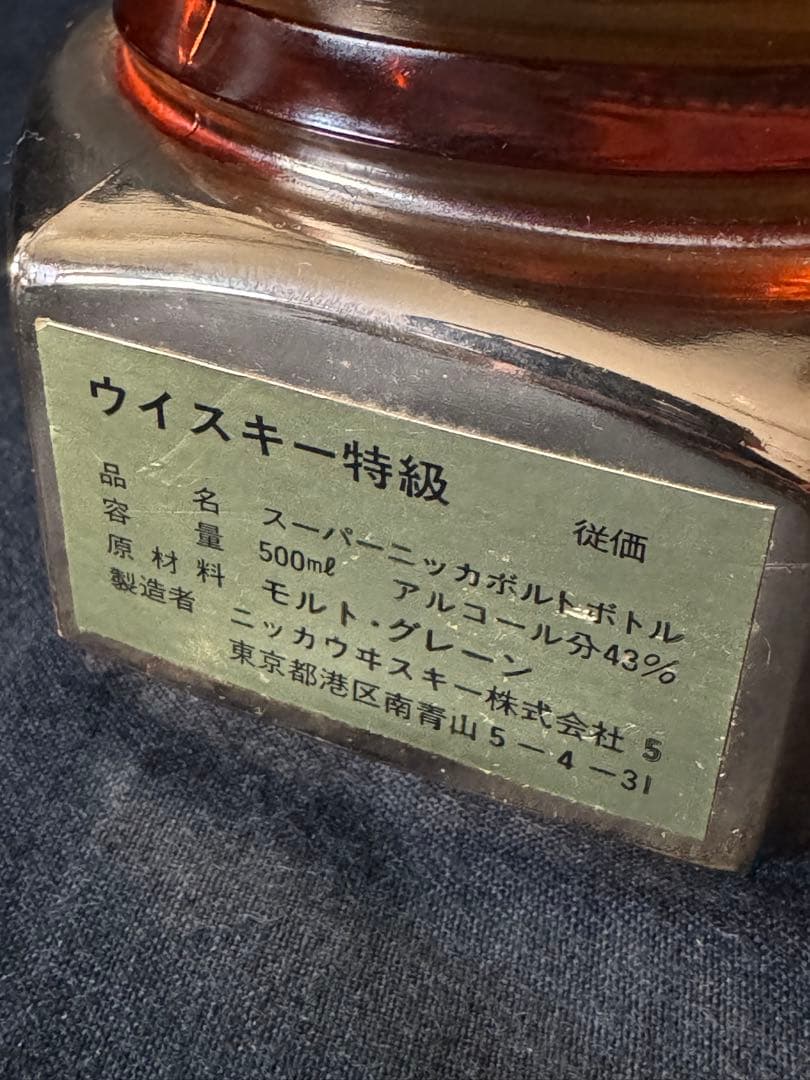 ウイスキー特級 従価
品名 スーパーニッカボルトボトル
容量 500ml アルコール分43%
原材料 モルト・グレーン
製造者 ニッカウヰスキー株式会社 5
東京都港区南青山5-4-31